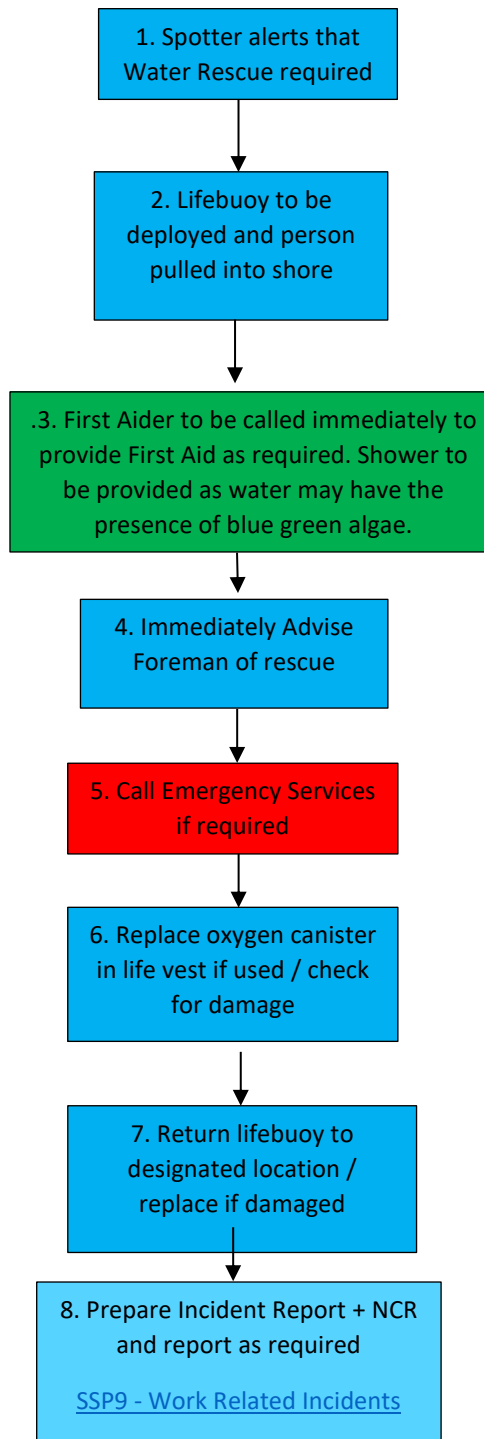 1. Spotter alerts that
Water Rescue required
2. Lifebuoy to be
deployed and person
pulled into shore
.3. First Aider to be called immediately to
provide First Aid as required. Shower to
be provided as water may have the
presence of blue green algae.
4. Immediately Advise
Foreman of rescue
5. Call Emergency Services
if required
6. Replace oxygen canister
in life vest if used / check
for damage
7. Return lifebuoy to
designated location /
replace if damaged
8. Prepare Incident Report + NCR
and report as required
SSP9 - Work Related Incidents